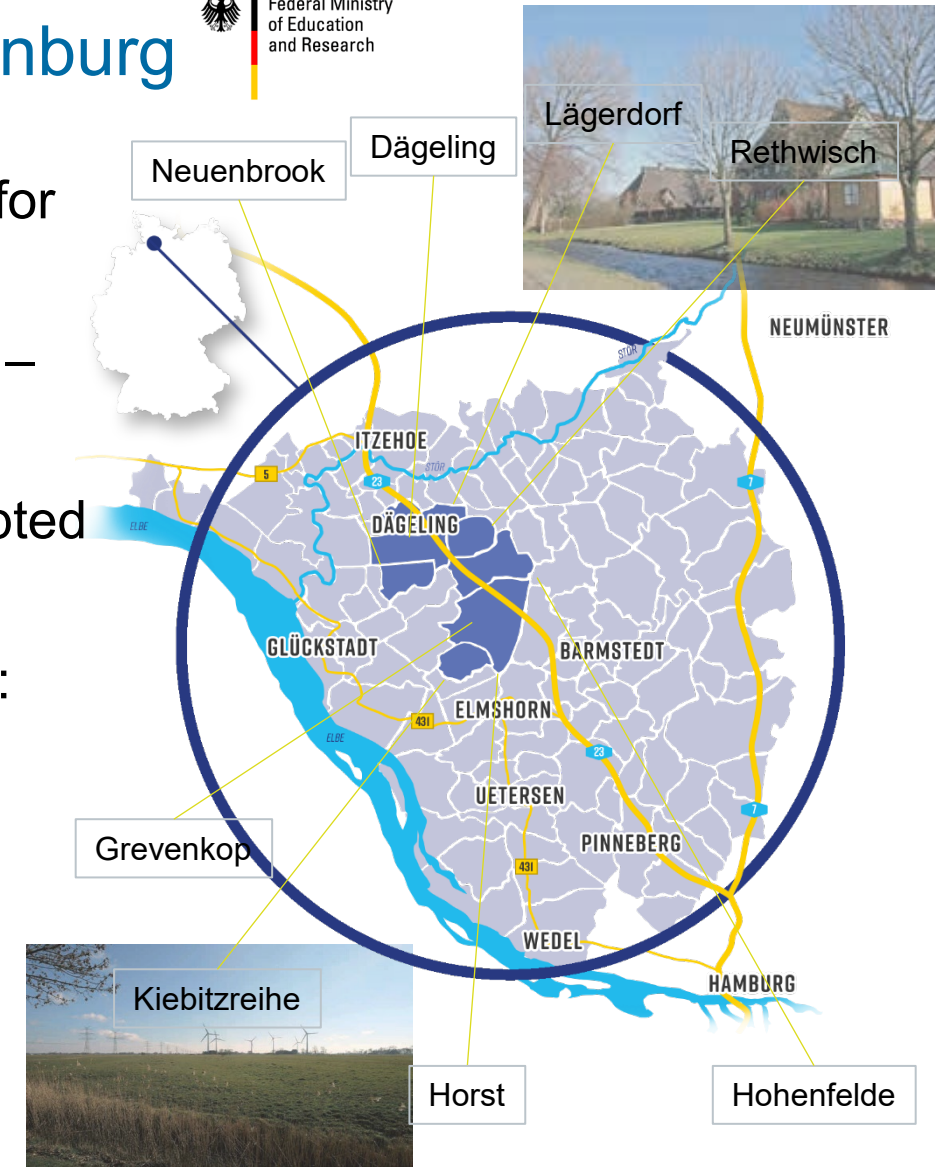 Federal Ministry
of Education
and Research
nburg
for
–
oted
:
Neuenbrook
Dägeling
Lägerdorf
Rethwisch
NEUMÜNSTER
STÖR
ITZEHOE
5
23
STÖR
7
DÄGELING
ELBE
GLÜCKSTADT
BARMSTEDT
ELMSHORN
431
ELBE
23
UETERSEN
7
PINNEBERG
Grevenkop
431
WEDEL
HAMBURG
Kiebitzreihe
Horst
Hohenfelde